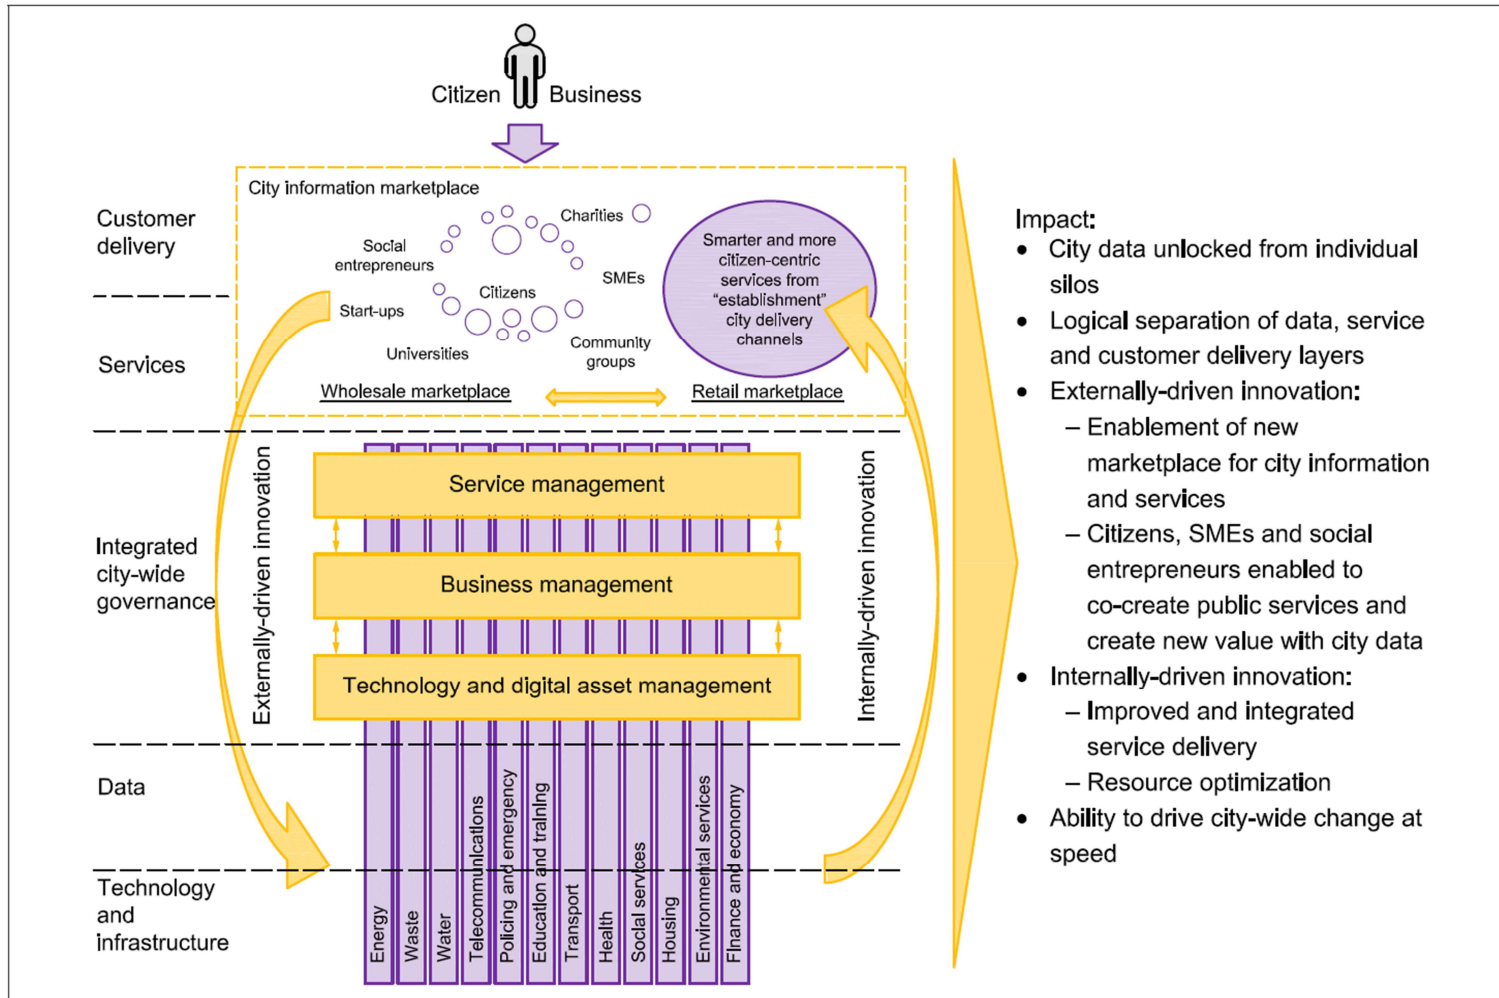 Citizen Business
City information marketplace
Customer
delivery
Services
Integrated
city-wide
governance
Data
Technology
and
infrastructure
Charities
Social
entrepreneurs
SMEs
Citizens
Start-ups
Universities
Community
groups
Smarter and more
citizen-centric
services from
“establishment”
city delivery
channels
Wholesale marketplace
Retail marketplace
Externally-driven innovation
Internally-driven innovation
Service management
Business management
Technology and digital asset management
Energy
Waste
Water
Telecommunications
Policing and emergency
Education and training
Transport
Health
Social services
Housing
Environmental services
Finance and economy
Impact:
• City data unlocked from individual
silos
• Logical separation of data, service
and customer delivery layers
• Externally-driven innovation:
– Enablement of new
marketplace for city information
and services
– Citizens, SMEs and social
entrepreneurs enabled to
co-create public services and
create new value with city data
• Internally-driven innovation:
– Improved and integrated
service delivery
– Resource optimization
• Ability to drive city-wide change at
speed